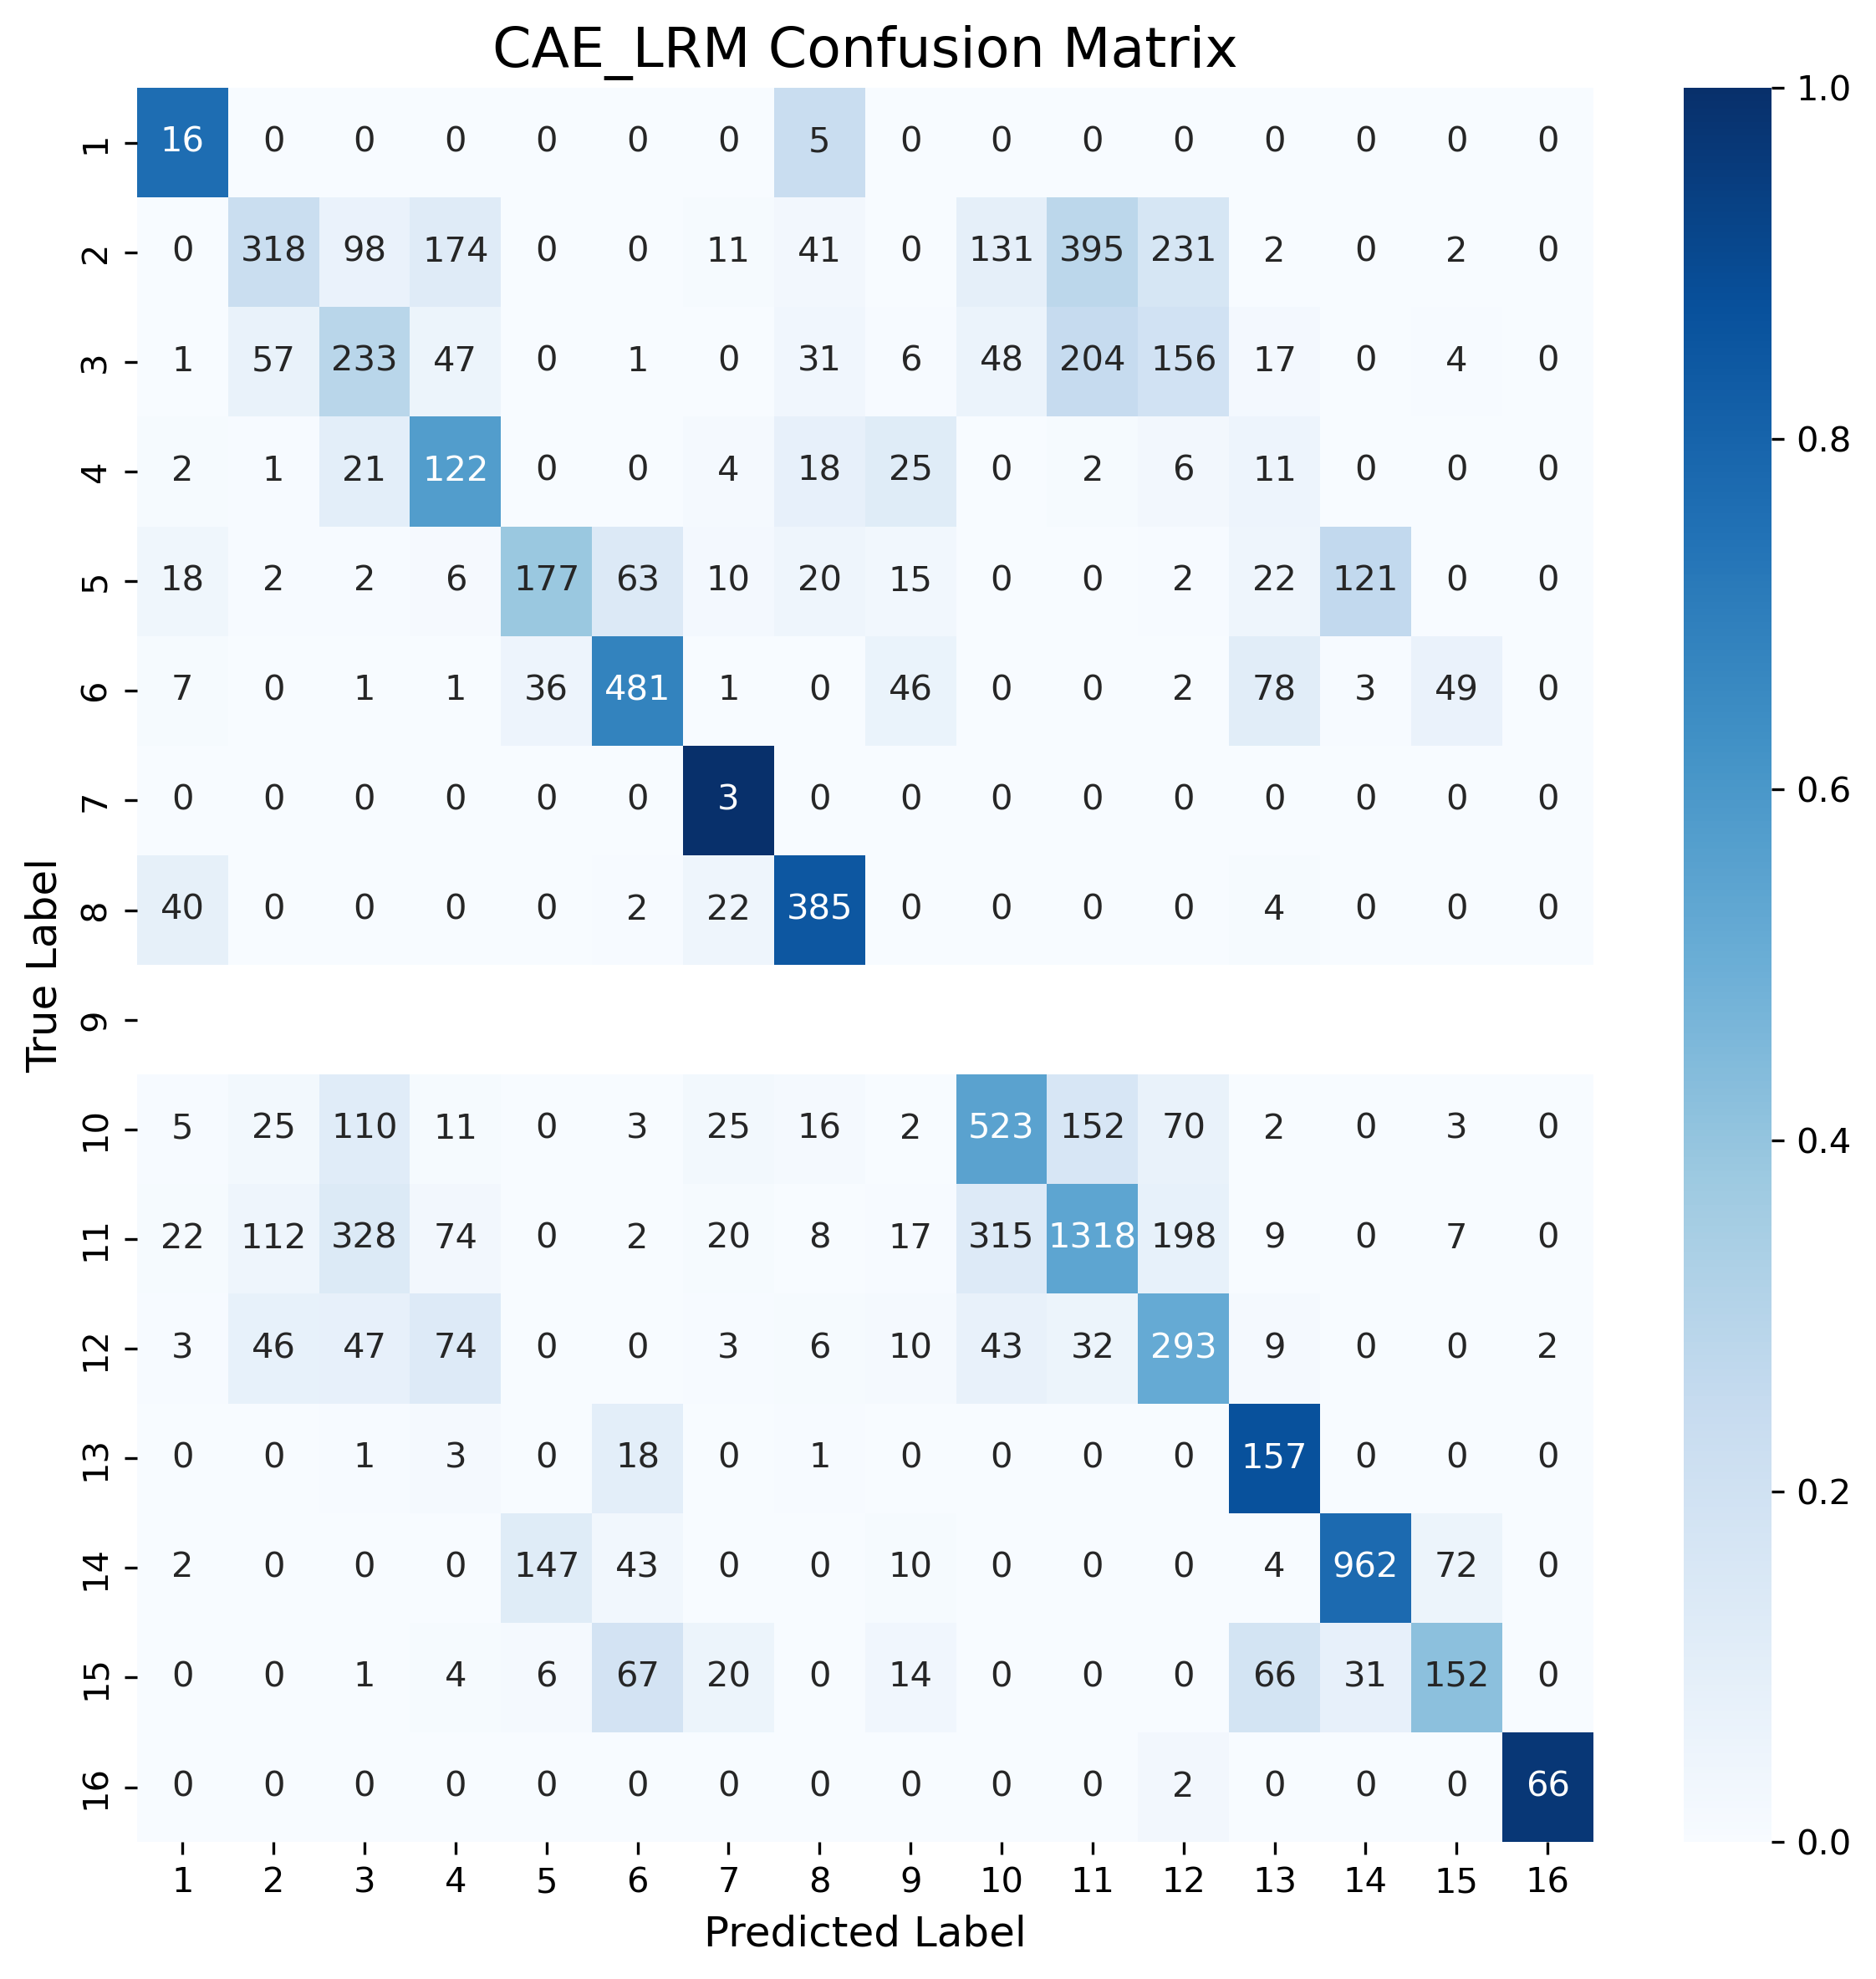 CAE_LRM Confusion Matrix
1 16 0 0 0 0 0 0 5 0 0 0 0 0 0 0 0
2 0 318 98 174 0 0 11 41 0 131 395 231 2 0 2 0
3 1 57 233 47 0 1 0 31 6 48 204 156 17 0 4 0
4 2 1 21 122 0 0 4 18 25 0 2 6 11 0 0 0
5 18 2 2 6 177 63 10 20 15 0 0 2 22 121 0 0
6 7 0 1 1 36 481 1 0 46 0 0 2 78 3 49 0
7 0 0 0 0 0 0 3 0 0 0 0 0 0 0 0 0
8 40 0 0 0 0 2 22 385 0 0 0 0 4 0 0 0
9
10 5 25 110 11 0 3 25 16 2 523 152 70 2 0 3 0
11 22 112 328 74 0 2 20 8 17 315 1318 198 9 0 7 0
12 3 46 47 74 0 0 3 6 10 43 32 293 9 0 0 2
13 0 0 1 3 0 18 0 1 0 0 0 0 157 0 0 0
14 2 0 0 0 147 43 0 0 10 0 0 0 4 962 72 0
15 0 0 1 4 6 67 20 0 14 0 0 0 66 31 152 0
16 0 0 0 0 0 0 0 0 0 0 0 2 0 0 0 66
1 2 3 4 5 6 7 8 9 10 11 12 13 14 15 16
Predicted Label
True Label
1.0
0.8
0.6
0.4
0.2
0.0